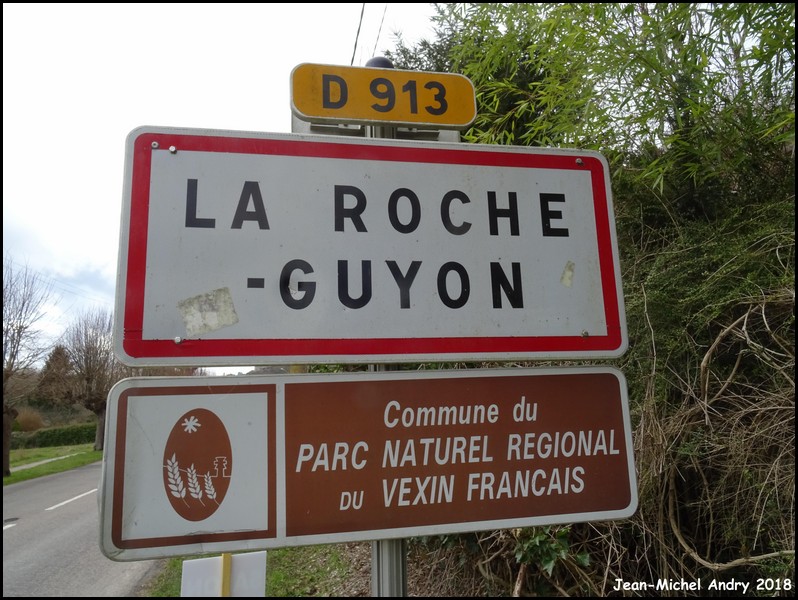 D 913
LA ROCHE
-GUYON
Commune du
PARC NATUREL REGIONAL
DU VEXIN FRANCAIS
Jean-Michel Andry 2018